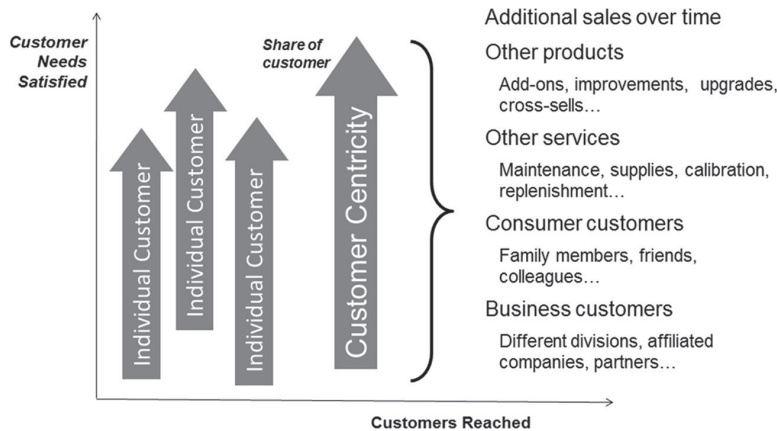 Customer
Needs
Satisfied
Individual Customer
Individual Customer
Individual Customer
Share of
customer
Customer Centricity
Customers Reached
Additional sales over time
Other products
Add-ons, improvements, upgrades,
cross-sells…
Other services
Maintenance, supplies, calibration,
replenishment…
Consumer customers
Family members, friends,
colleagues…
Business customers
Different divisions, affiliated
companies, partners…